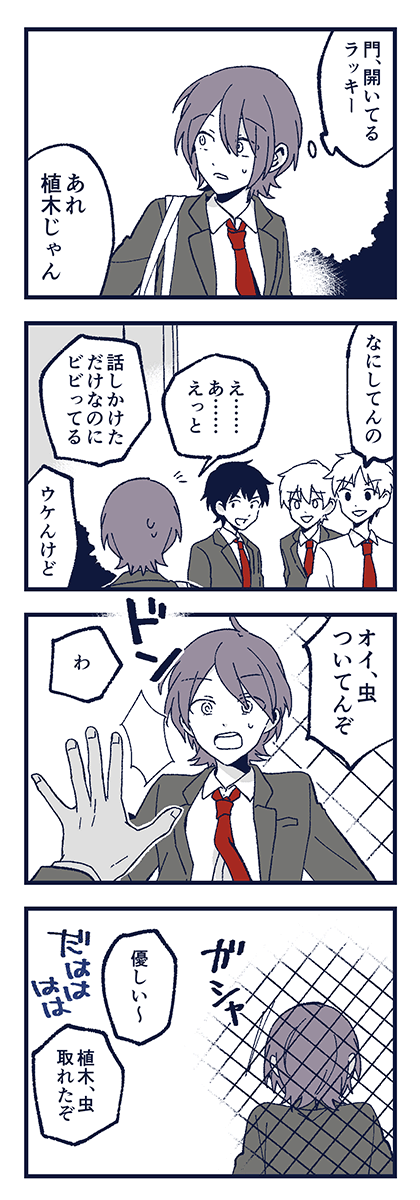 門、開いてる
ラッキー
あれ
植木じゃん
なにしてんの
え……
あ……
えっと
話しかけた
だけなのに
ビビってる
ウケんけど
オイ、虫
ついてんぞ
ドン
わ
ガシャ
優しい〜
だははは
はは
植木、虫
取れたぞ